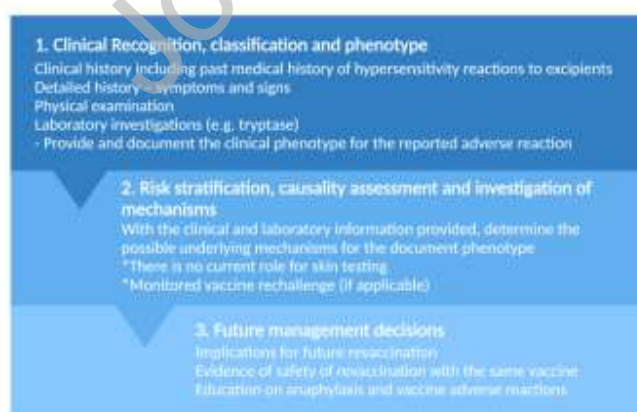 1. Clinical Recognition, classification and phenotype
Clinical history including past medical history of hypersensitivity reactions to excipients
Detailed history - symptoms and signs
Physical examination
Laboratory investigations (e.g. tryptase)
- Provide and document the clinical phenotype for the reported adverse reaction
2. Risk stratification, causality assessment and investigation of
mechanisms
With the clinical and laboratory information provided, determine the
possible underlying mechanisms for the document phenotype
*There is no current role for skin testing
*Monitored vaccine rechallenge (if applicable)
3. Future management decisions
Implications for future revaccination
Evidence of safety of revaccination with the same vaccine
Education on anaphylaxis and vaccine adverse reactions